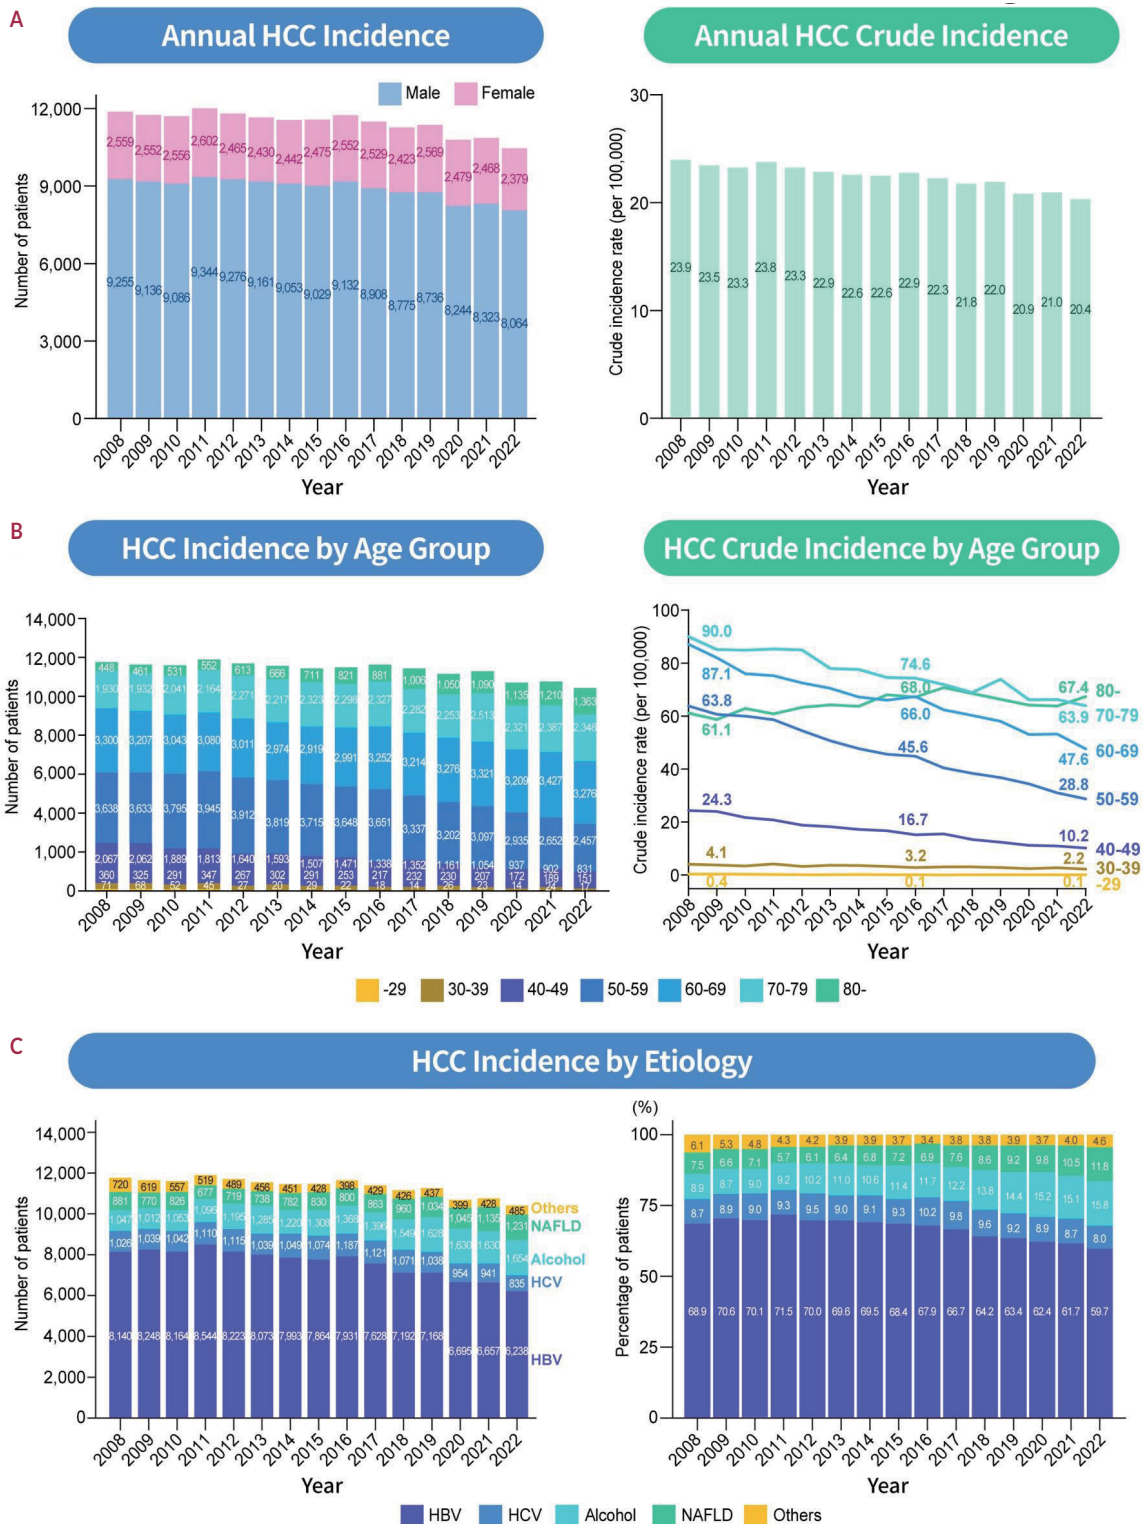 A
Annual HCC Incidence
Male Female
Number of patients
12,000
9,000
6,000
3,000
0
2,559 2,552 2,556 2,602 2,465 2,430 2,442 2,475 2,552 2,529 2,423 2,569 2,479 2,468 2,379
9,255 9,136 9,086 9,344 9,276 9,161 9,053 9,029 9,132 8,908 8,775 8,736 8,244 8,323 8,064
2008 2009 2010 2011 2012 2013 2014 2015 2016 2017 2018 2019 2020 2021 2022
Year
Annual HCC Crude Incidence
Crude incidence rate (per 100,000)
30
20
10
0
23.9 23.5 23.3 23.8 23.3 22.9 22.6 22.6 22.9 22.3 21.8 22.0 20.9 21.0 20.4
2008 2009 2010 2011 2012 2013 2014 2015 2016 2017 2018 2019 2020 2021 2022
Year
B
HCC Incidence by Age Group
Number of patients
14,000
12,000
10,000
8,000
6,000
4,000
1,000
0
448 461 531 552 613 666 711 821 881 1,006 1,050 1,090 1,135 1,210 1,363
1,930 1,932 2,041 2,164 2,271 2,217 2,323 2,298 2,327 2,282 2,253 2,513 2,321 2,387 2,348
3,300 3,207 3,043 3,080 3,011 2,974 2,919 2,991 3,252 3,214 3,276 3,321 3,209 3,427 3,276
3,638 3,633 3,795 3,945 3,912 3,819 3,715 3,648 3,651 3,337 3,202 3,097 2,935 2,652 2,457
2,067 2,062 1,889 1,813 1,640 1,593 1,507 1,471 1,338 1,352 1,161 1,054 937 902 831
360 325 291 347 267 302 291 253 217 232 230 207 172 189 151
71 68 52 45 27 20 29 22 18 14 26 23 14 24 17
2008 2009 2010 2011 2012 2013 2014 2015 2016 2017 2018 2019 2020 2021 2022
Year
HCC Crude Incidence by Age Group
Crude incidence rate (per 100,000)
100
80
60
40
20
0
90.0 74.6 63.9 70-79
87.1 66.0 47.6 60-69
63.8 45.6 28.8 50-59
61.1 68.0 67.4 80-
24.3 16.7 10.2 40-49
4.1 3.2 2.2 30-39
0.4 0.1 0.1 -29
2008 2009 2010 2011 2012 2013 2014 2015 2016 2017 2018 2019 2020 2021 2022
Year
-29 30-39 40-49 50-59 60-69 70-79 80-
C
HCC Incidence by Etiology
Number of patients
14,000
12,000
10,000
8,000
6,000
4,000
2,000
0
720 619 557 519 489 456 451 428 398 429 426 437 399 428 485 Others
881 770 826 677 719 738 782 830 800 863 960 1,034 1,045 1,135 1,231 NAFLD
1,047 1,012 1,053 1,096 1,195 1,285 1,220 1,308 1,368 1,396 1,549 1,628 1,630 1,630 1,654 Alcohol
1,026 1,039 1,042 1,110 1,115 1,039 1,049 1,074 1,187 1,121 1,071 1,038 954 941 835 HCV
8,140 8,248 8,164 8,544 8,223 8,073 7,993 7,864 7,931 7,628 7,192 7,168 6,695 6,657 6,238 HBV
2008 2009 2010 2011 2012 2013 2014 2015 2016 2017 2018 2019 2020 2021 2022
Year
(%)
Percentage of patients
100
75
50
25
0
6.1 5.3 4.8 4.3 4.2 3.9 3.9 3.7 3.4 3.8 3.8 3.9 3.7 4.0 4.6
7.5 6.6 7.1 5.7 6.1 6.4 6.8 7.2 6.9 7.6 8.6 9.2 9.8 10.5 11.8
8.9 8.7 9.0 9.2 10.2 11.0 10.6 11.4 11.7 12.2 13.8 14.4 15.2 15.1 15.8
8.7 8.9 9.0 9.3 9.5 9.0 9.1 9.3 10.2 9.8 9.6 9.2 8.9 8.7 8.0
68.9 70.6 70.1 71.5 70.0 69.6 69.5 68.4 67.9 66.7 64.2 63.4 62.4 61.7 59.7
2008 2009 2010 2011 2012 2013 2014 2015 2016 2017 2018 2019 2020 2021 2022
Year
HBV HCV Alcohol NAFLD Others